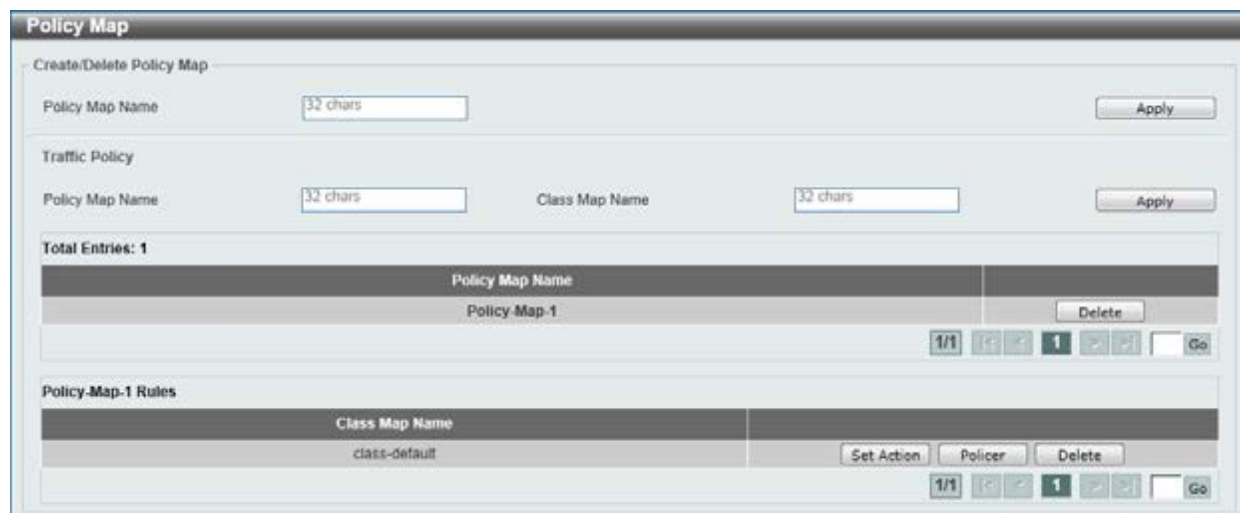 Policy Map
Create/Delete Policy Map
Policy Map Name 32 chars Apply
Traffic Policy
Policy Map Name 32 chars Class Map Name 32 chars Apply
Total Entries: 1
Policy Map Name
Policy-Map-1 Delete
1/1 |< < 1 > >| Go
Policy-Map-1 Rules
Class Map Name
class-default Set Action Policer Delete
1/1 |< < 1 > >| Go